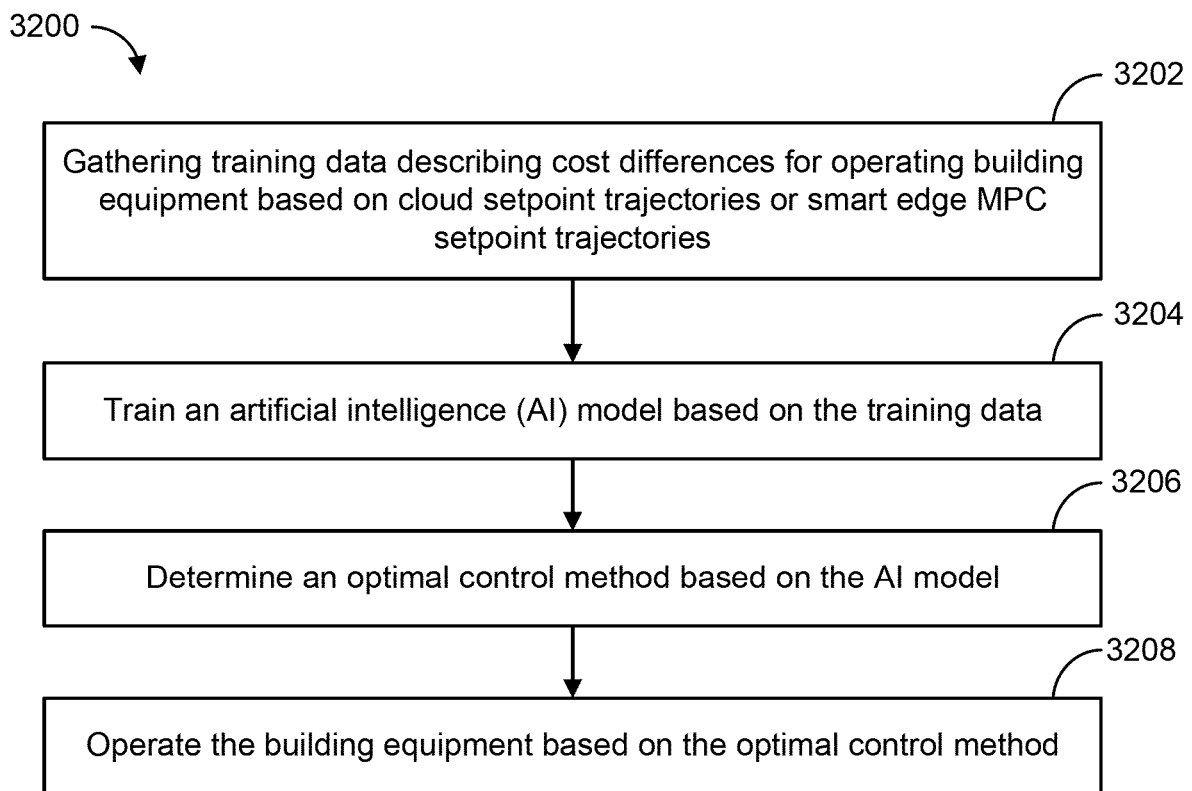 3200
3202
Gathering training data describing cost differences for operating building
equipment based on cloud setpoint trajectories or smart edge MPC
setpoint trajectories
3204
Train an artificial intelligence (AI) model based on the training data
3206
Determine an optimal control method based on the AI model
3208
Operate the building equipment based on the optimal control method